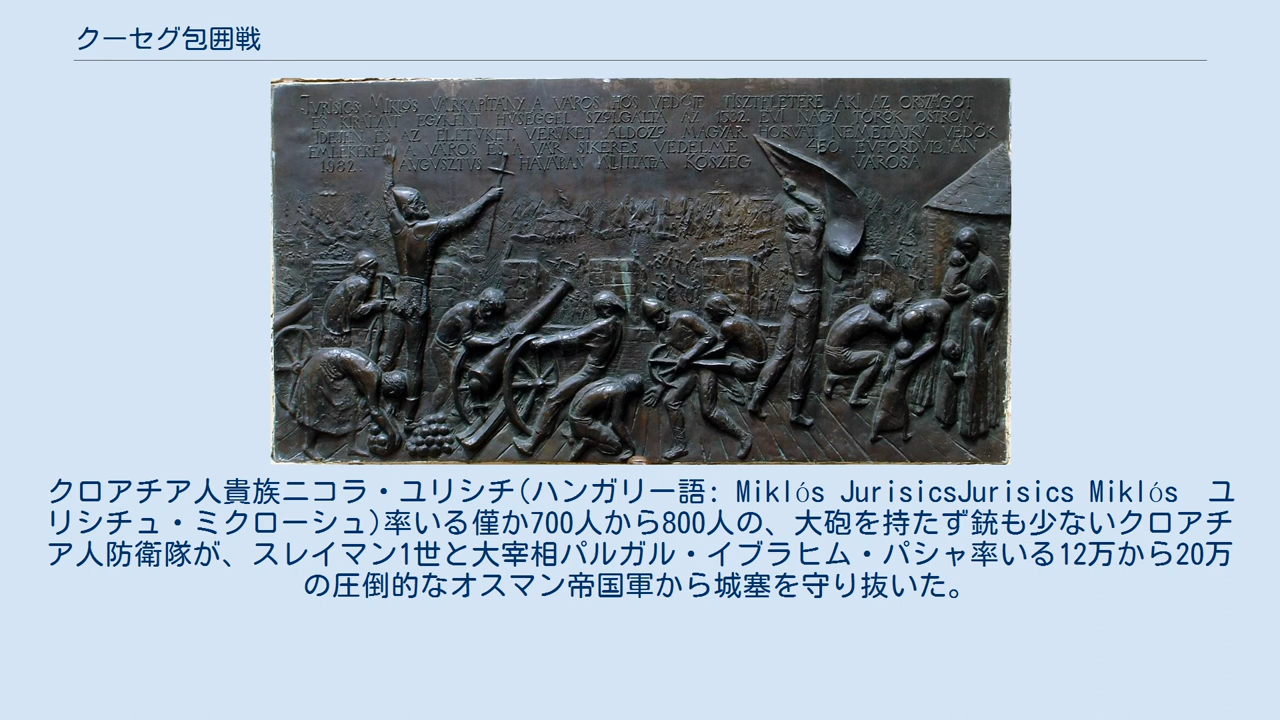 クーセグ包囲戦
JVRISICS MIKLÓS VÁRKAPITÁNY, A VÁROS HŐS VÉDŐJE TISZTELETÉRE, AKI AZ ORSZÁGOT
ÉS KIRÁLYÁT EGYKÉNT HŰSÉGGEL SZOLGÁLTA AZ 1532. ÉVI NAGY TÖRÖK OSTROM
IDEJÉN ÉS AZ ÉLETÜKET, VÉRÜKET ÁLDOZÓ MAGYAR, HORVÁT, NÉMETAJKÚ VÉDŐK
EMLÉKÉRE A VÁROS ÉS A VÁR SIKERES VÉDELME 450. ÉVFORDULÓJÁN
1982. AUGUSZTUS HAVÁBAN ÁLLÍTTATTA KŐSZEG VÁROSA
クロアチア人貴族ニコラ・ユリシチ(ハンガリー語: Miklós JurisicsJurisics Miklós ユ
リシチュ・ミクローシュ)率いる僅か700人から800人の、大砲を持たず銃も少ないクロアチ
ア人防衛隊が、スレイマン1世と大宰相パルガル・イブラヒム・パシャ率いる12万から20万
の圧倒的なオスマン帝国軍から城塞を守り抜いた。